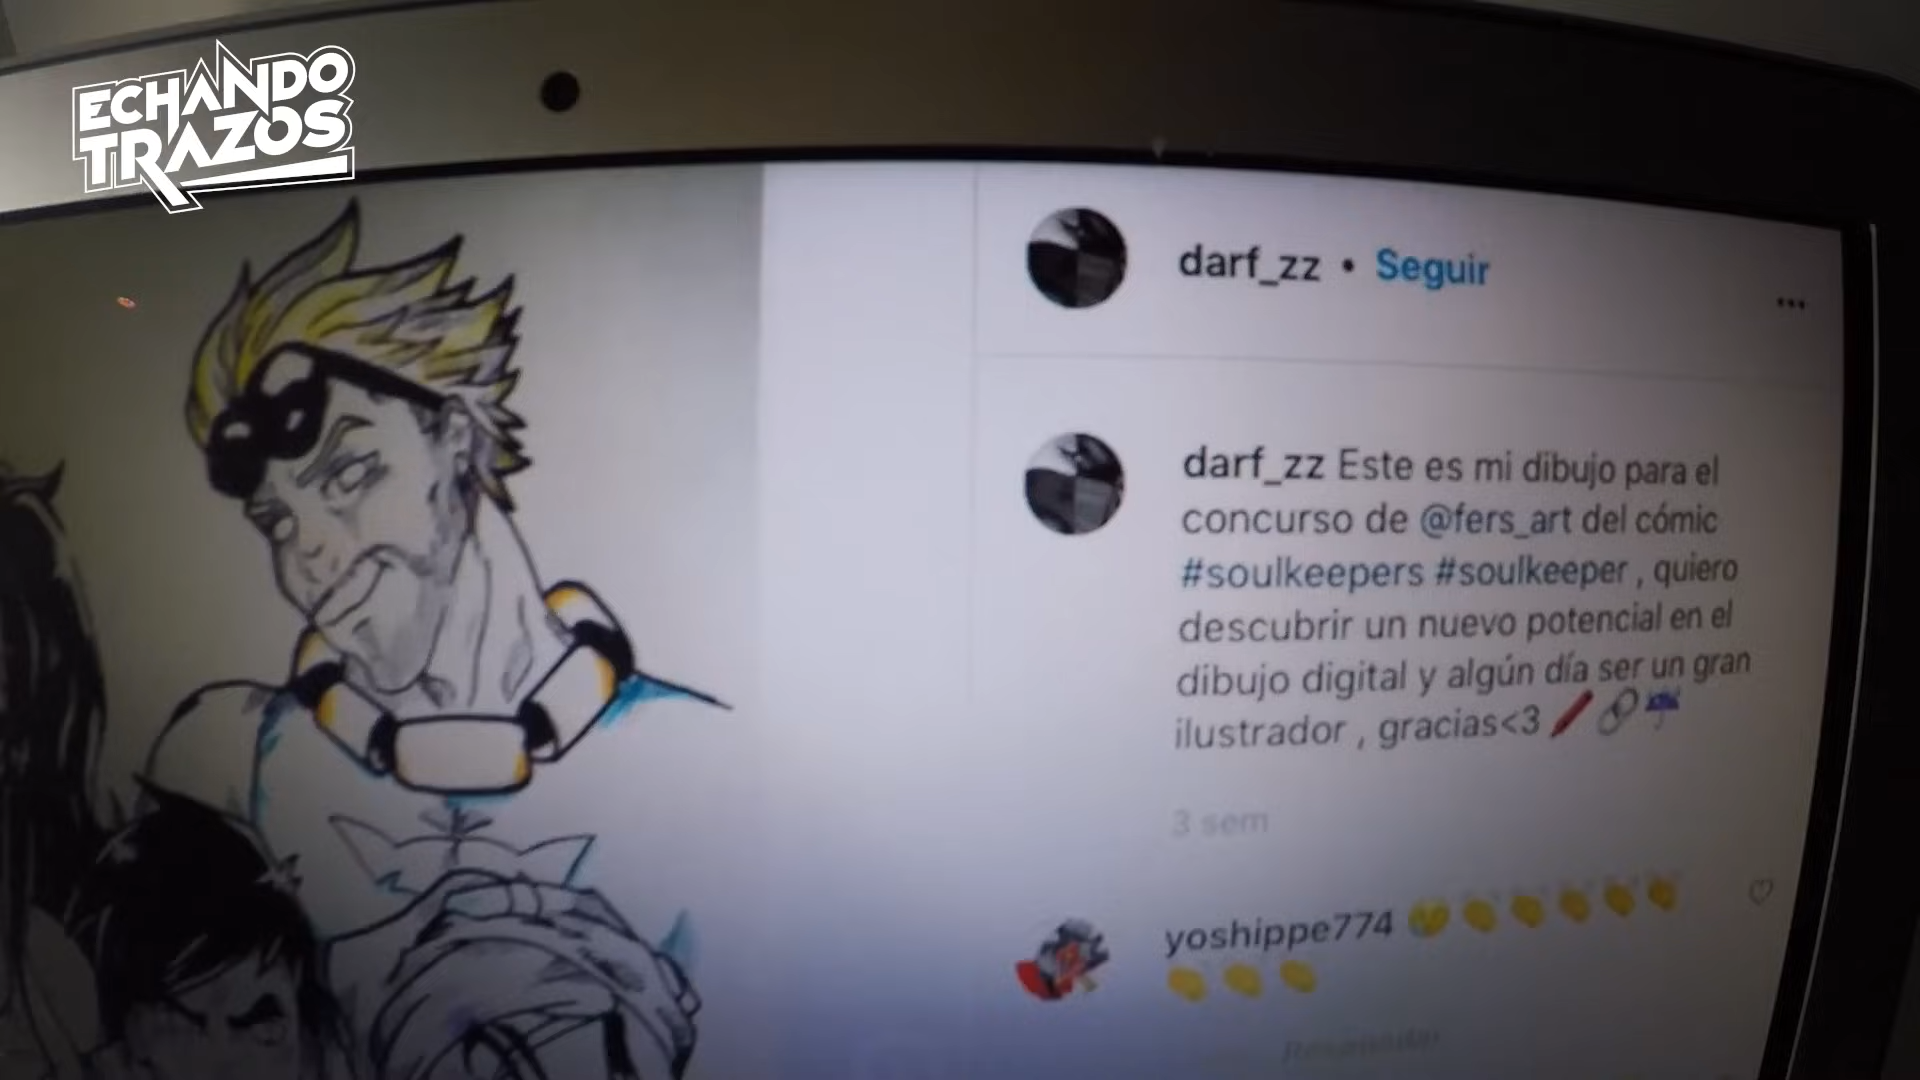 ECHANDO
TRAZOS
darf_zz • Seguir
...
darf_zz Este es mi dibujo para el
concurso de @fers_art del cómic
#soulkeepers #soulkeeper , quiero
descubrir un nuevo potencial en el
dibujo digital y algún día ser un gran
ilustrador , gracias<3
3 sem
yoshippe774